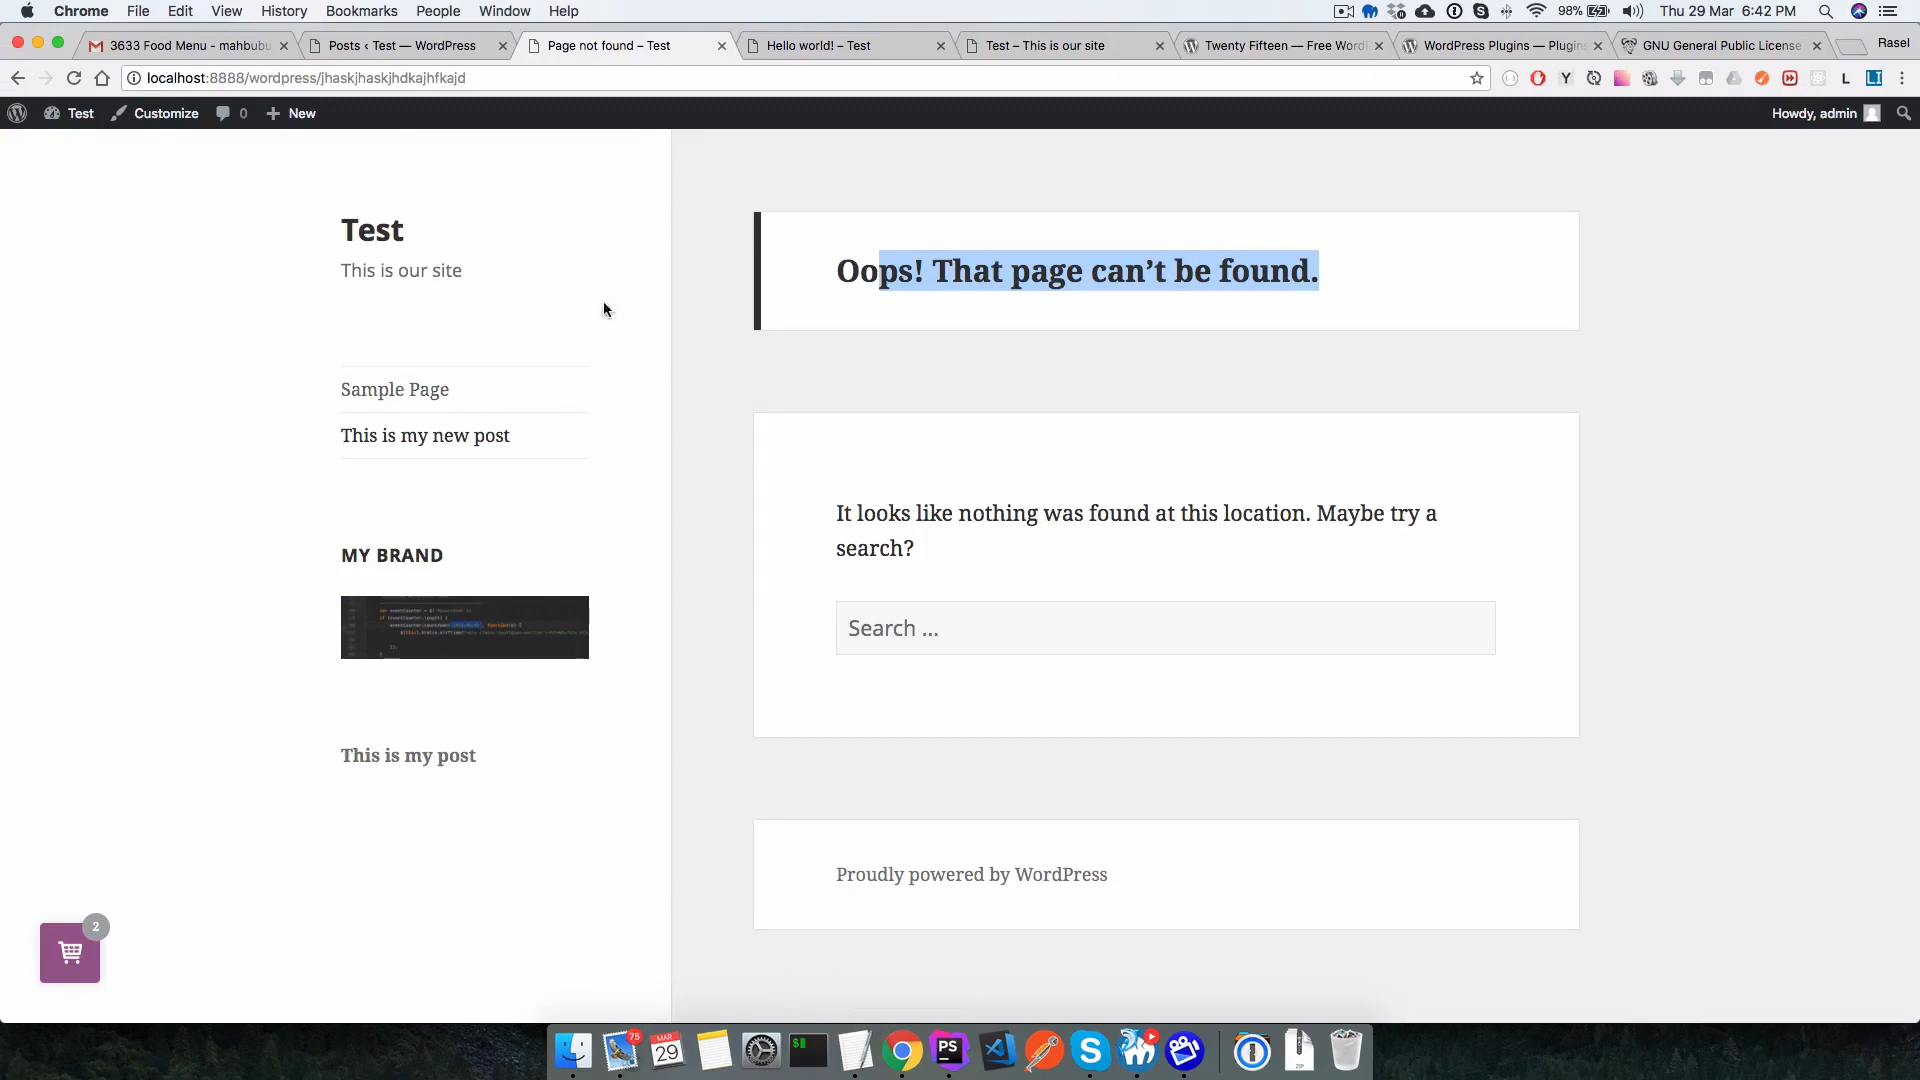 Chrome File Edit View History Bookmarks People Window Help
98% Thu 29 Mar 6:42 PM
3633 Food Menu - mahbubu
Posts ‹ Test — WordPress
Page not found – Test
Hello world! – Test
Test – This is our site
Twenty Fifteen — Free Word
WordPress Plugins — Plugin
GNU General Public License
Rasel
localhost:8888/wordpress/jhaskjhaskjhdkajhfkajd
Test Customize 0 New
Howdy, admin
Test
This is our site
Sample Page
This is my new post
MY BRAND
This is my post
2
Oops! That page can’t be found.
It looks like nothing was found at this location. Maybe try a
search?
Search ...
Proudly powered by WordPress
75
MAR
29
PS
S
ZIP